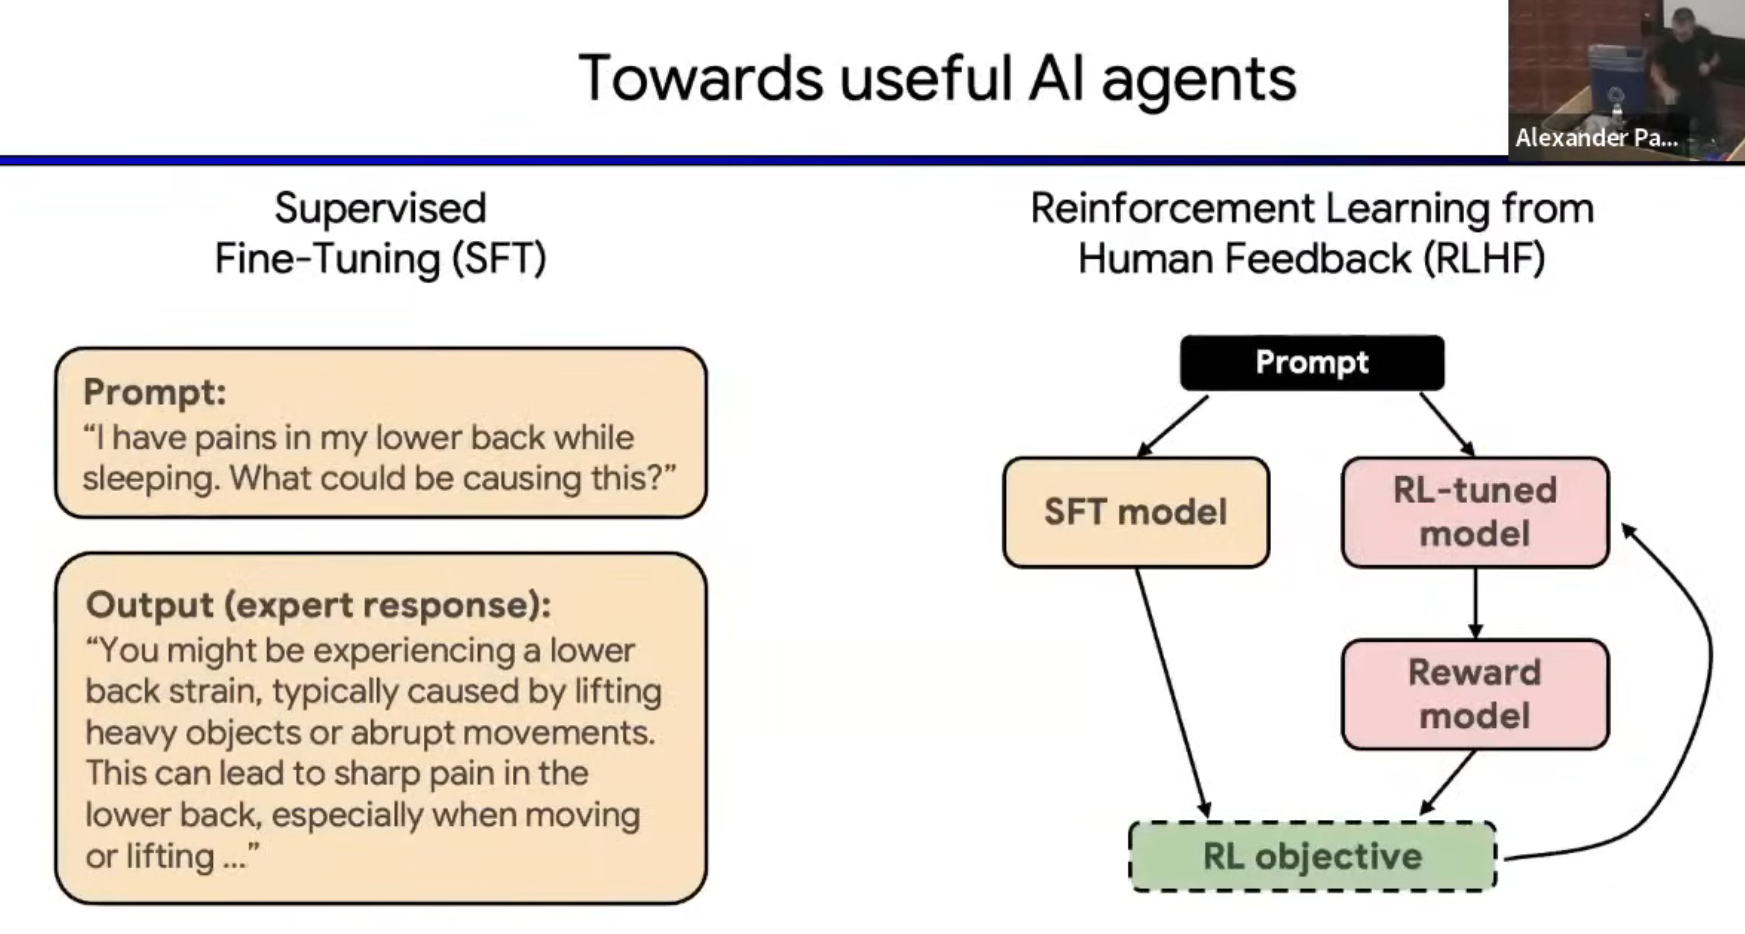 Towards useful AI agents
Alexander Pa...
Supervised
Fine-Tuning (SFT)
Prompt:
“I have pains in my lower back while
sleeping. What could be causing this?”
Output (expert response):
“You might be experiencing a lower
back strain, typically caused by lifting
heavy objects or abrupt movements.
This can lead to sharp pain in the
lower back, especially when moving
or lifting ...”
Reinforcement Learning from
Human Feedback (RLHF)
Prompt
SFT model
RL-tuned
model
Reward
model
RL objective